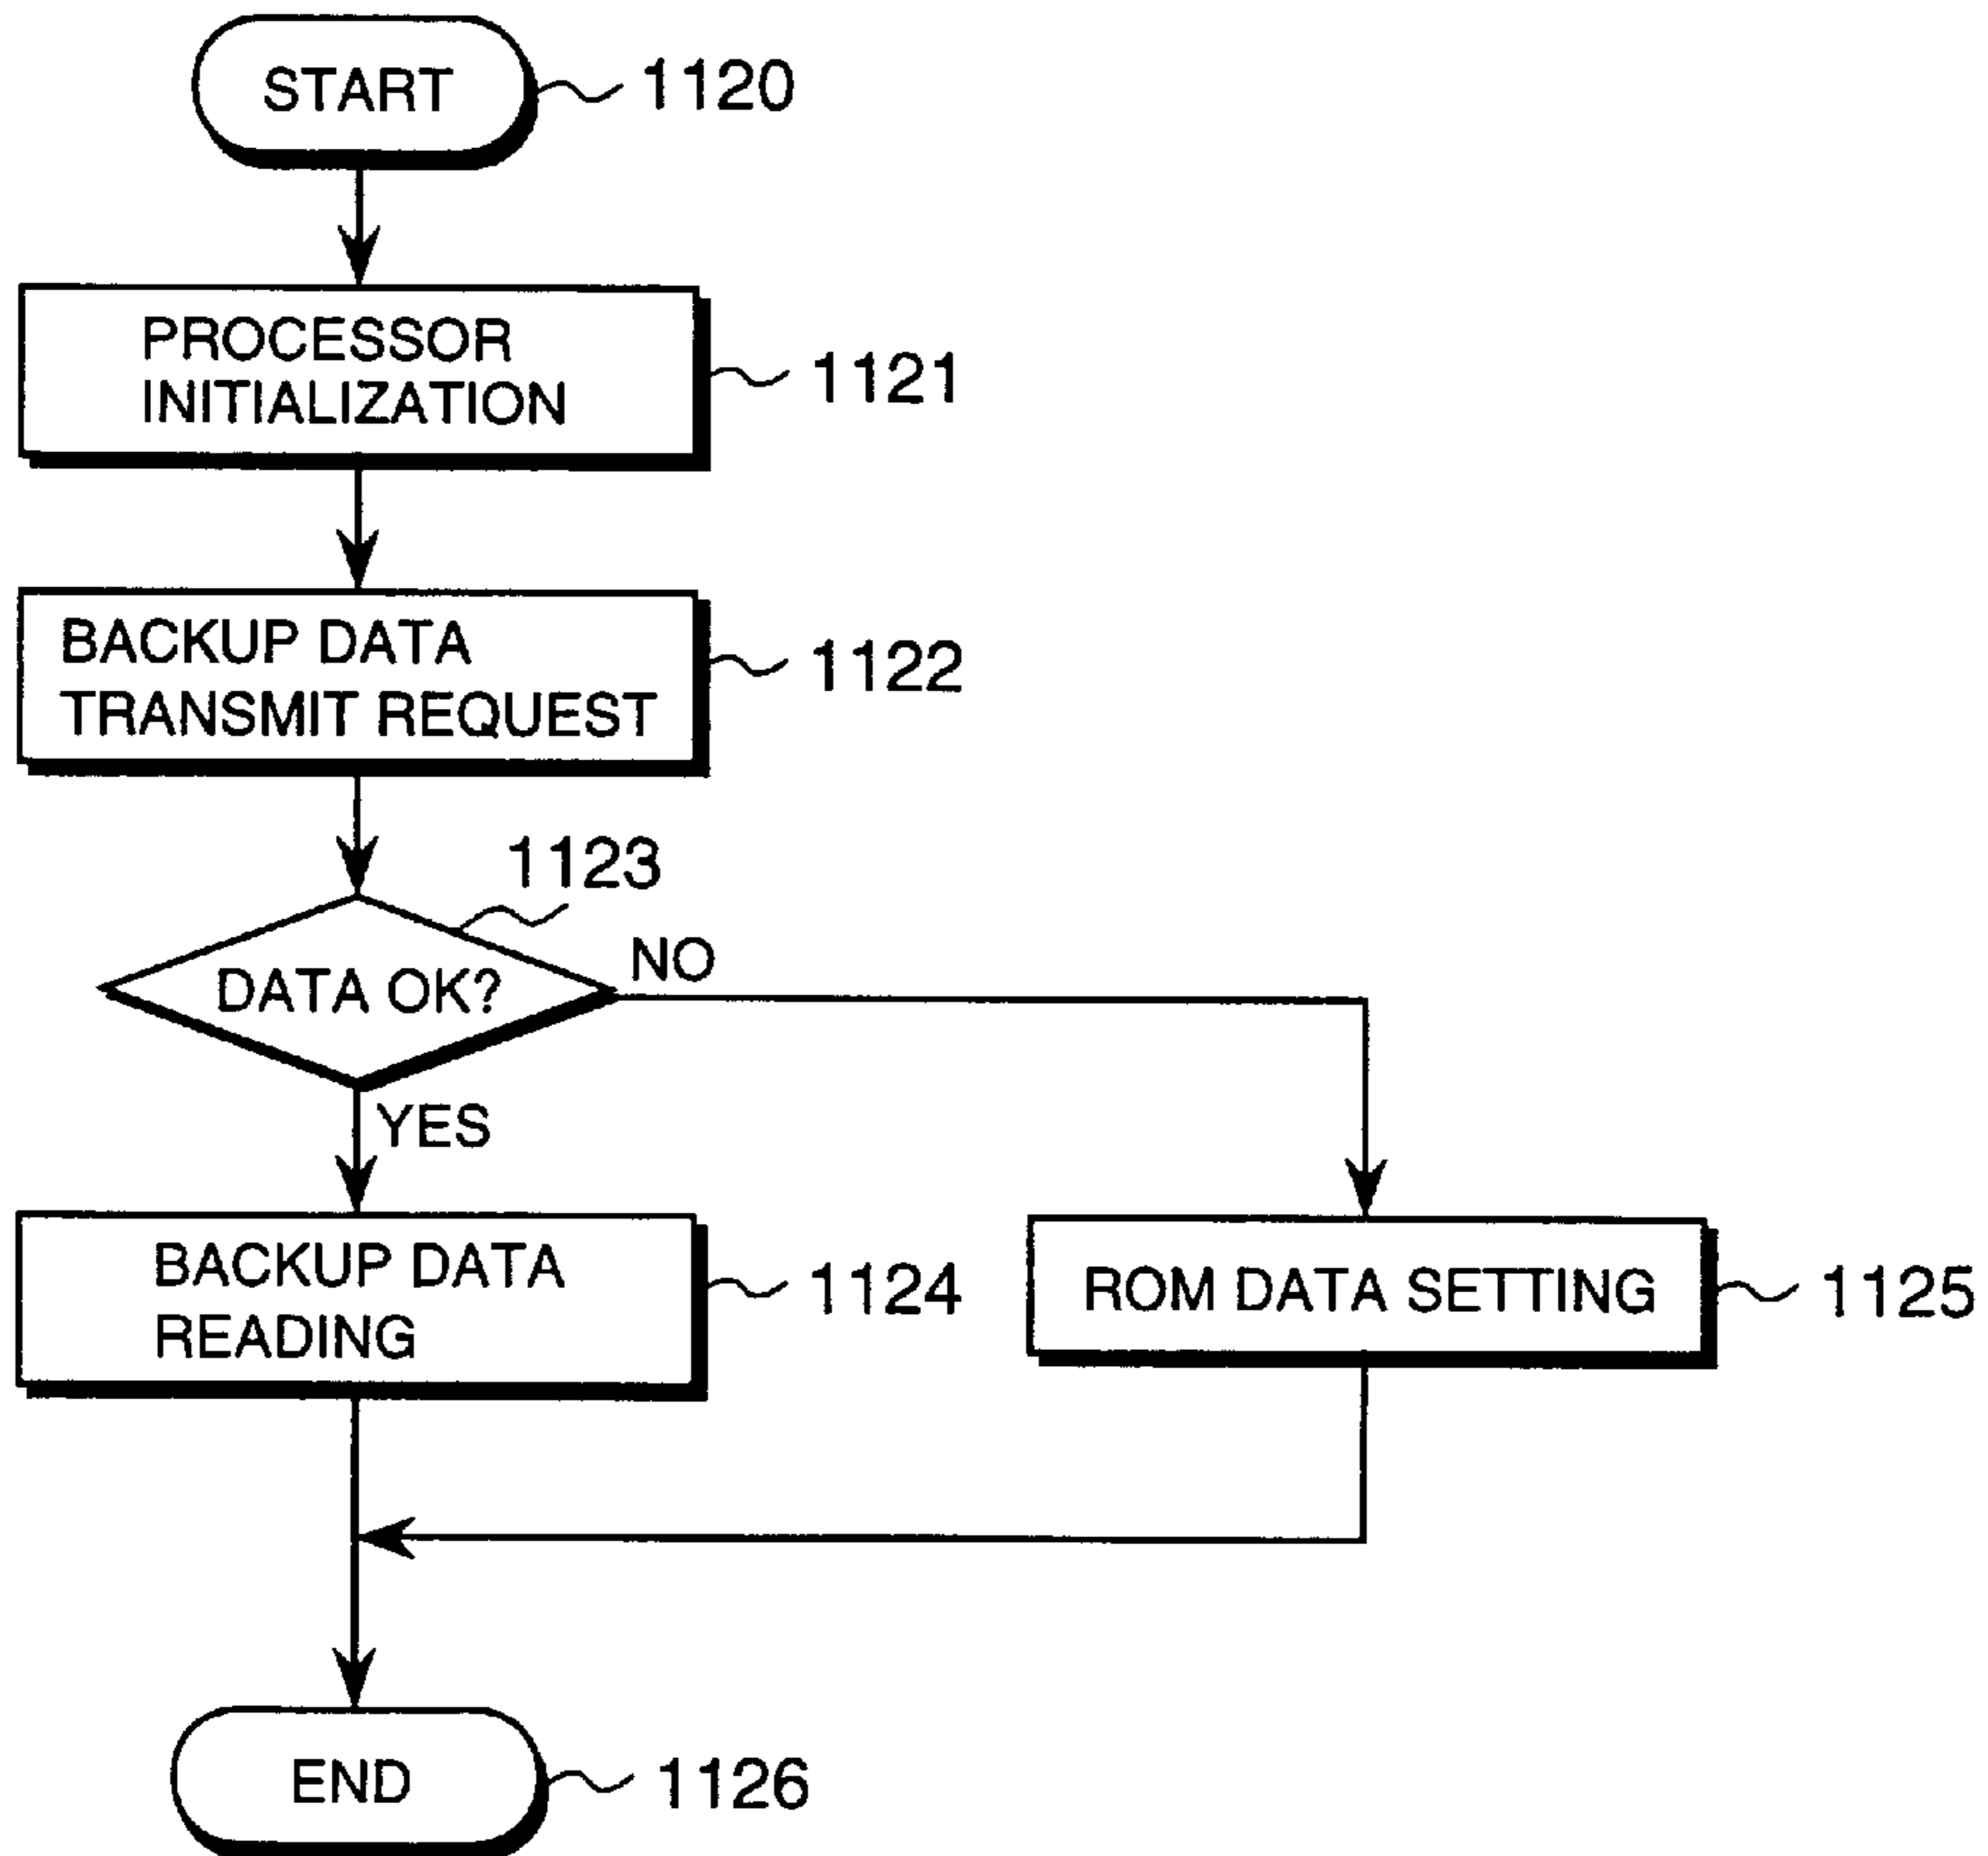 START
1120
PROCESSOR
INITIALIZATION
1121
BACKUP DATA
TRANSMIT REQUEST
1122
1123
DATA OK?
NO
YES
BACKUP DATA
READING
1124
ROM DATA SETTING
1125
END
1126